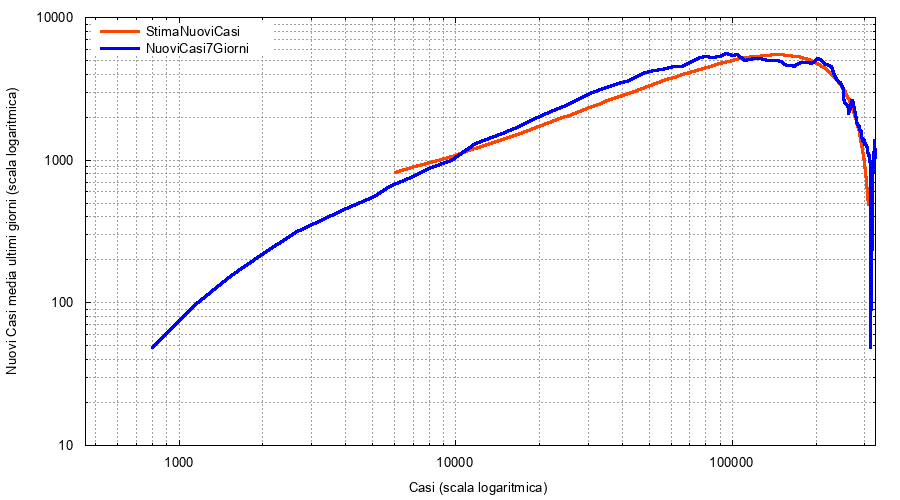 10000
StimaNuoviCasi
NuoviCasi7Giorni
1000
100
10
Nuovi Casi media ultimi giorni (scala logaritmica)
1000 10000 100000
Casi (scala logaritmica)